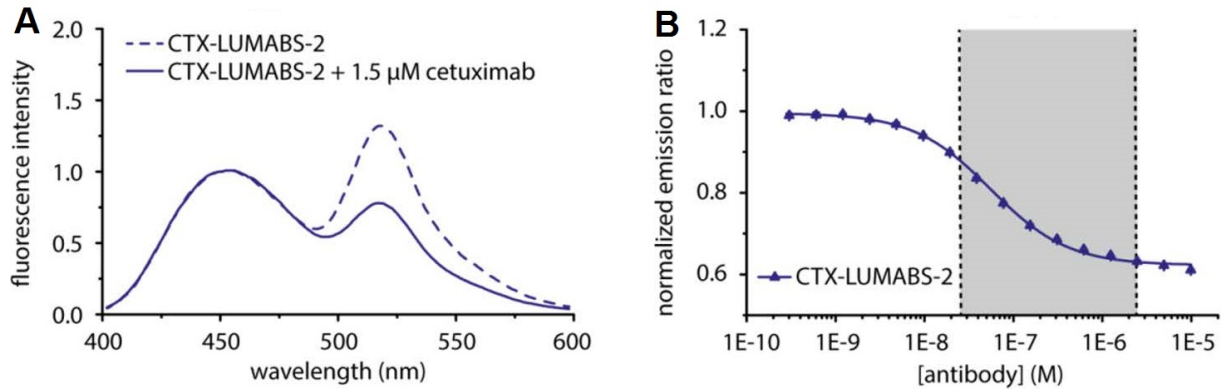 A
2.0
1.5
1.0
0.5
0.0
fluorescence intensity
CTX-LUMABS-2
CTX-LUMABS-2 + 1.5 μM cetuximab
400
450
500
550
600
wavelength (nm)
B
1.2
1.0
0.8
0.6
normalized emission ratio
CTX-LUMABS-2
1E-10
1E-9
1E-8
1E-7
1E-6
1E-5
[antibody] (M)